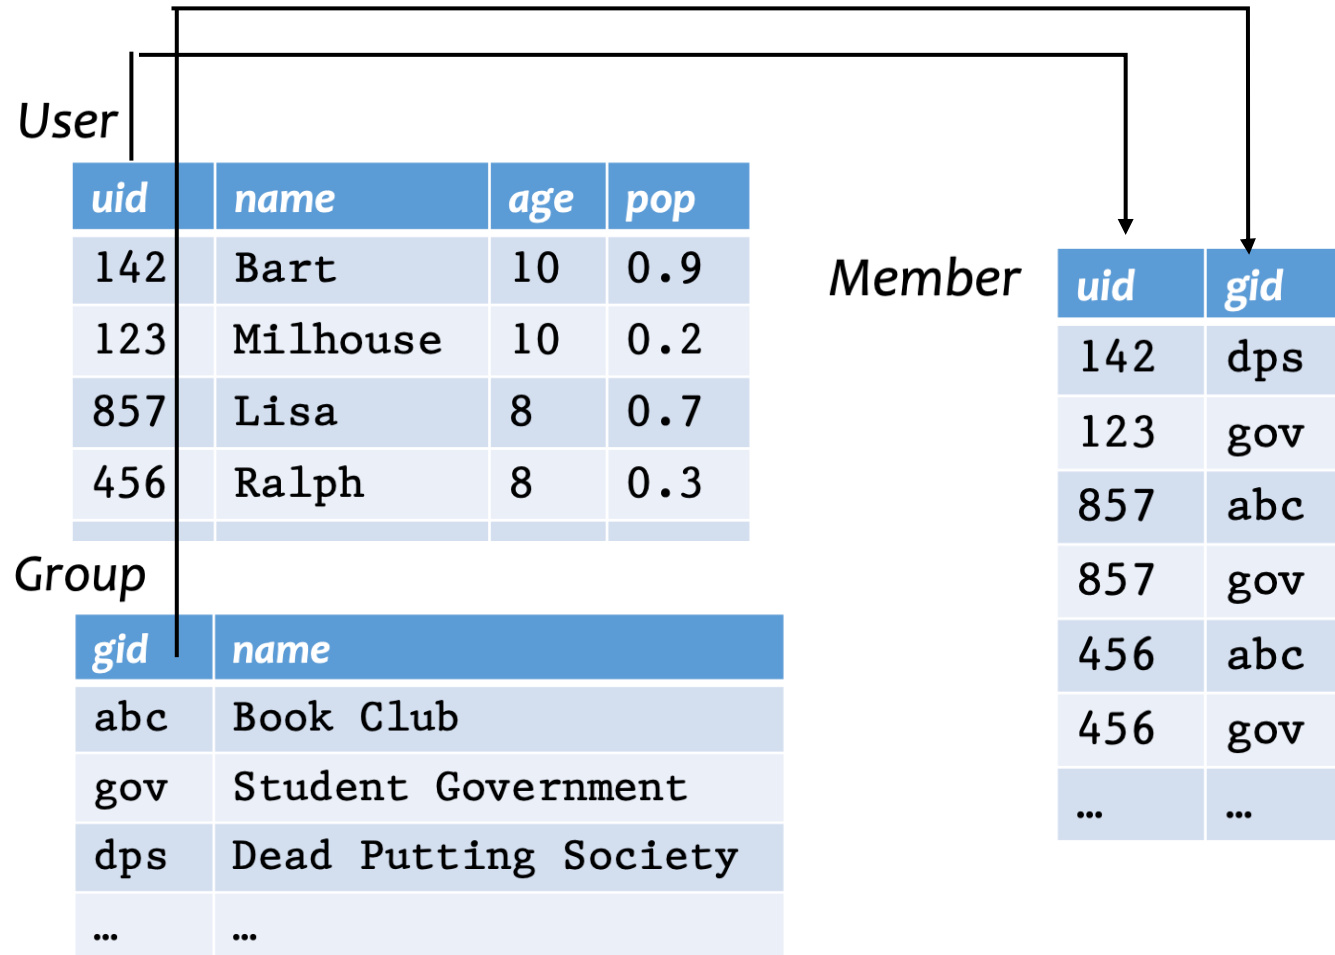 User
uid name age pop
142 Bart 10 0.9
123 Milhouse 10 0.2
857 Lisa 8 0.7
456 Ralph 8 0.3
Group
gid name
abc Book Club
gov Student Government
dps Dead Putting Society
… …
Member
uid gid
142 dps
123 gov
857 abc
857 gov
456 abc
456 gov
… …